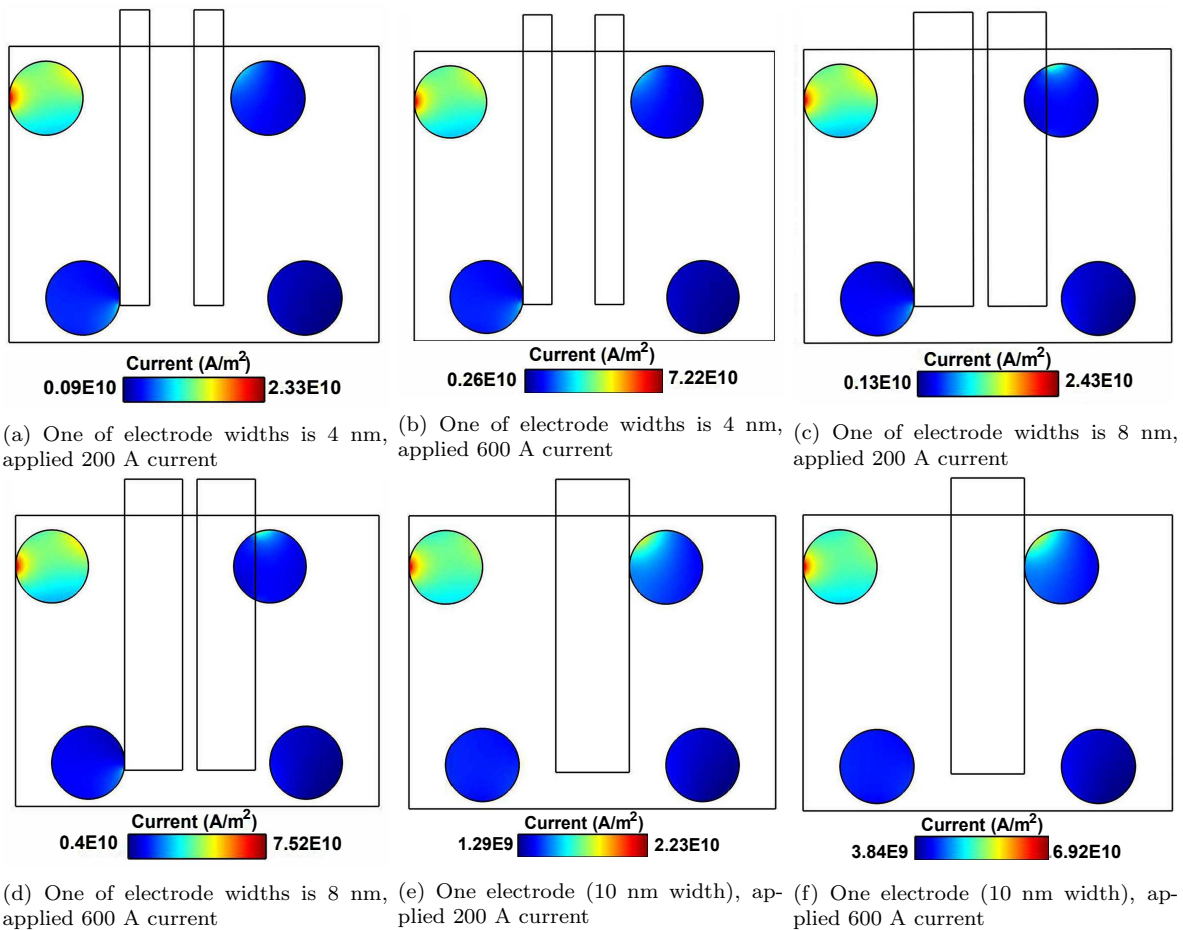 Current (A/m²)
0.09E10 2.33E10
(a) One of electrode widths is 4 nm,
applied 200 A current
Current (A/m²)
0.26E10 7.22E10
(b) One of electrode widths is 4 nm,
applied 600 A current
Current (A/m²)
0.13E10 2.43E10
(c) One of electrode widths is 8 nm,
applied 200 A current
Current (A/m²)
0.4E10 7.52E10
(d) One of electrode widths is 8 nm,
applied 600 A current
Current (A/m²)
1.29E9 2.23E10
(e) One electrode (10 nm width), ap-
plied 200 A current
Current (A/m²)
3.84E9 6.92E10
(f) One electrode (10 nm width), ap-
plied 600 A current